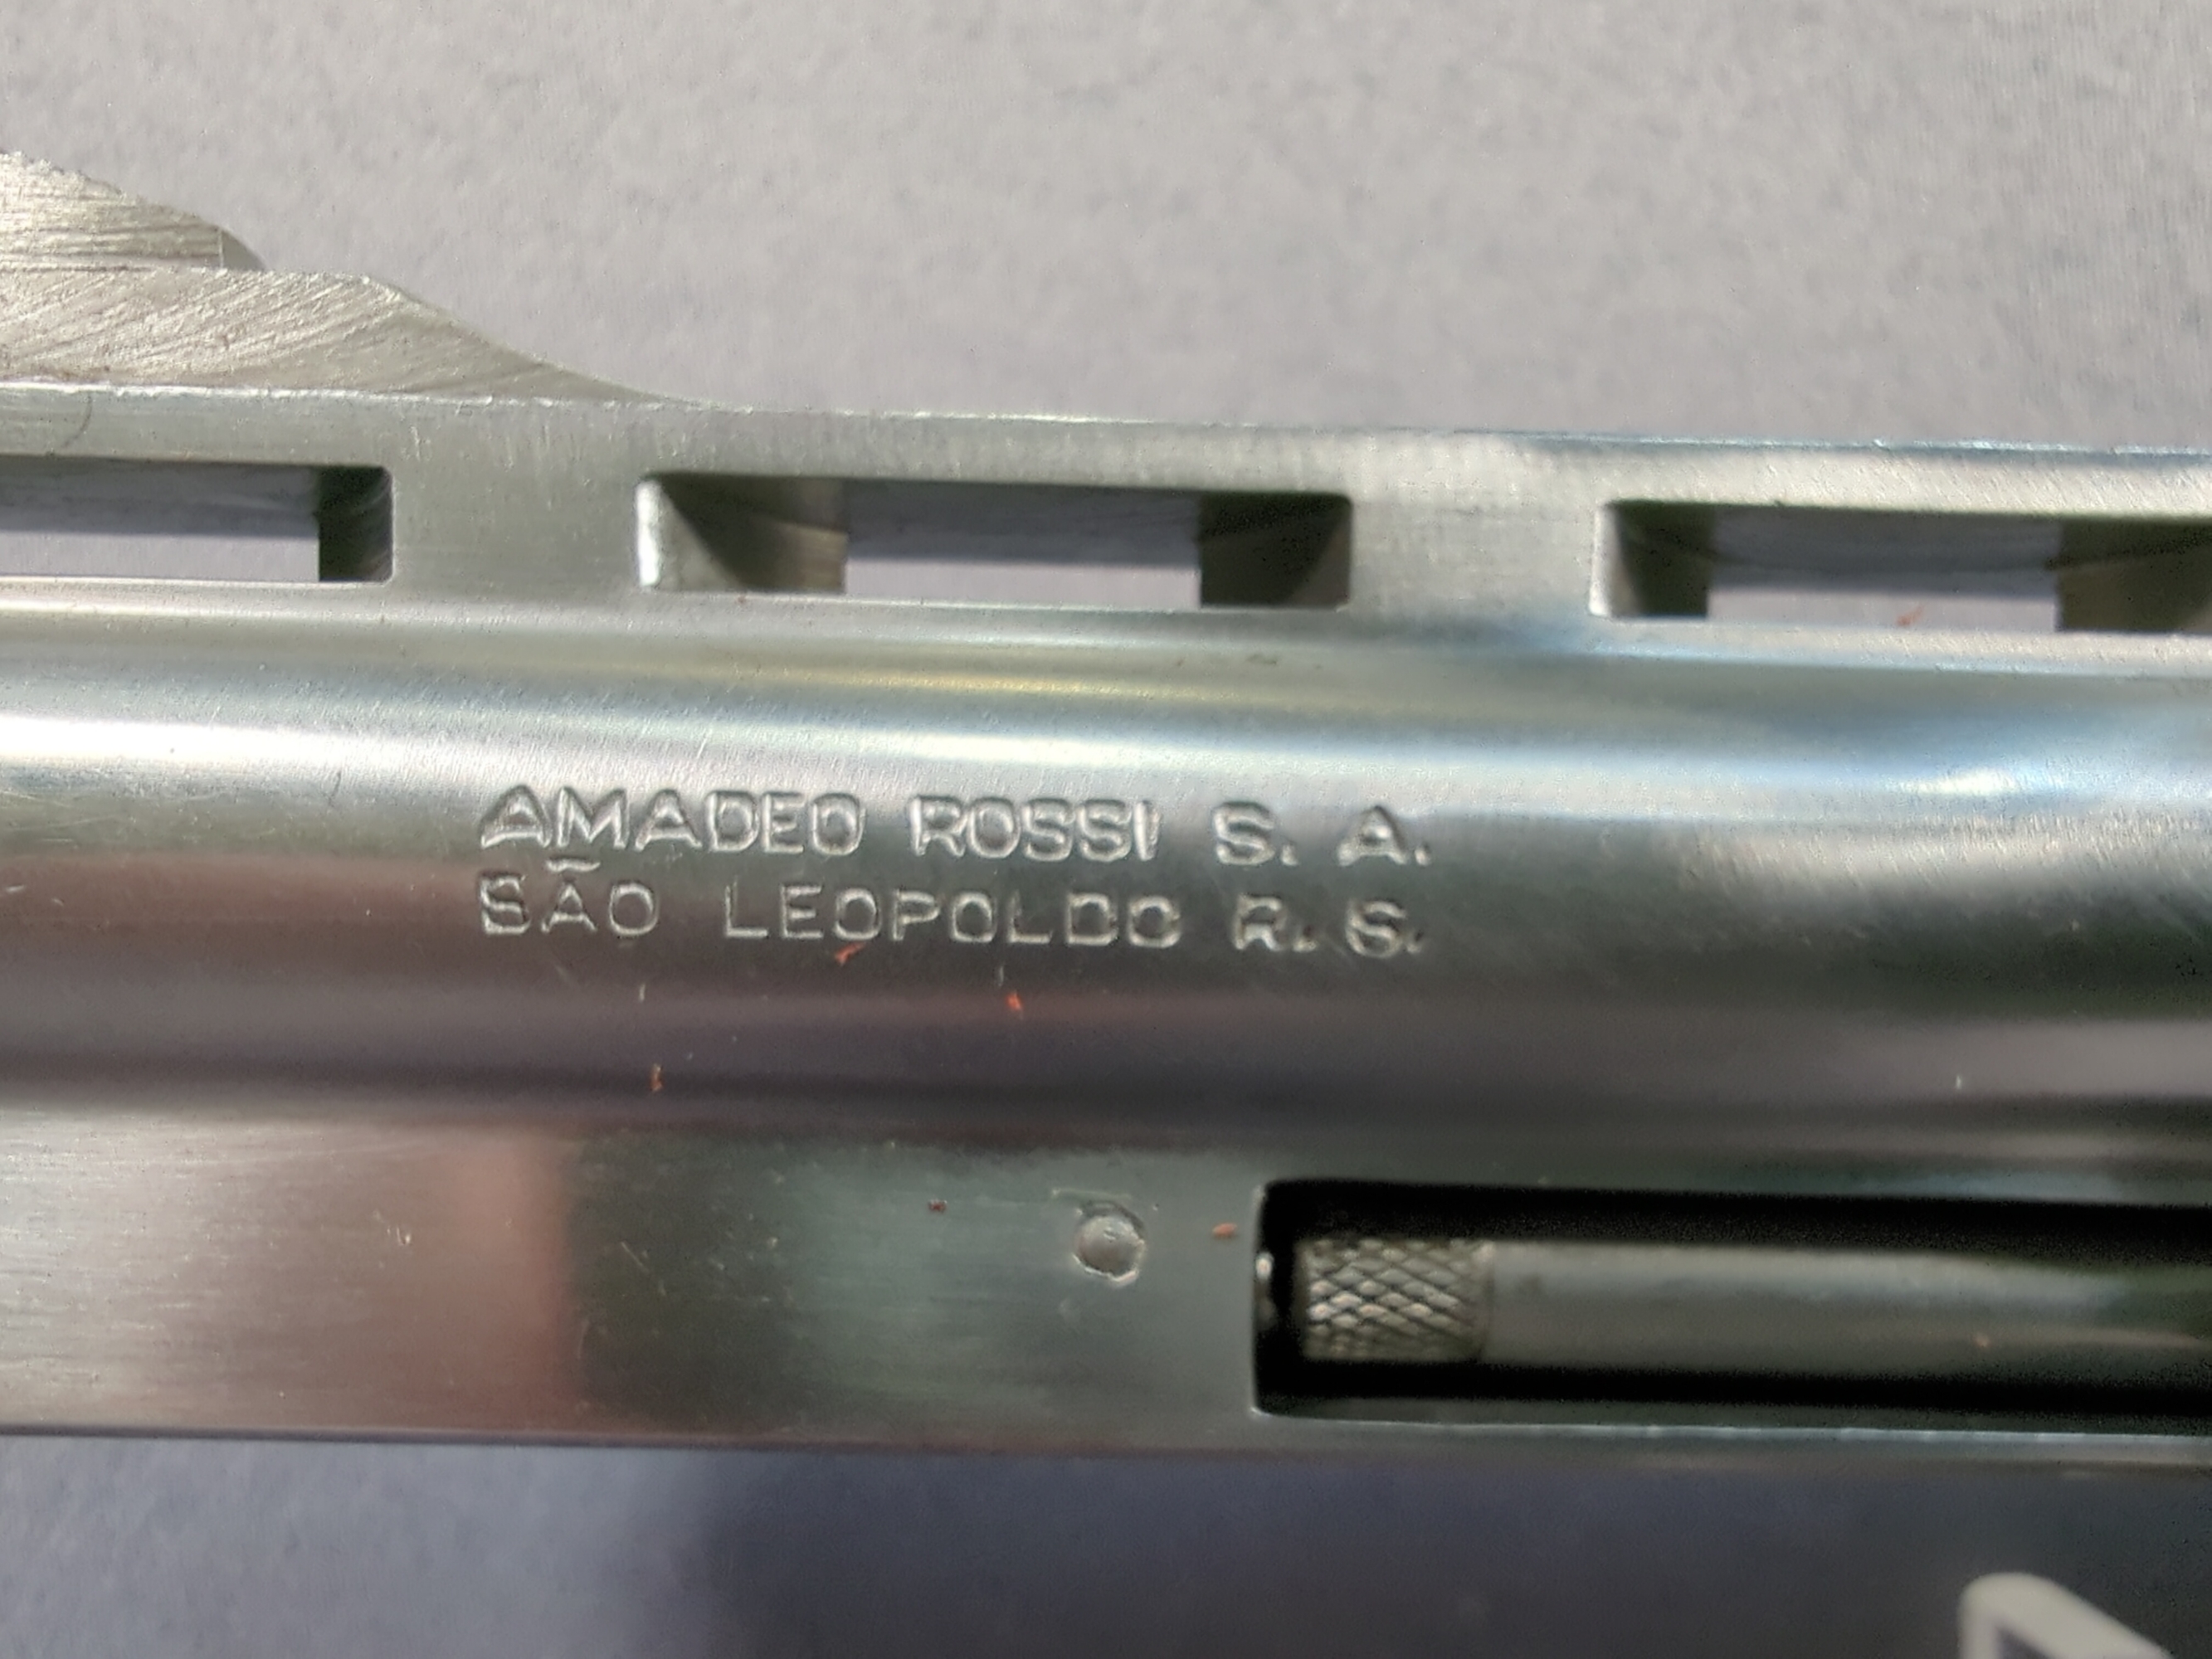 AMADEO ROSSI S. A.
SÃO LEOPOLDO R. S.